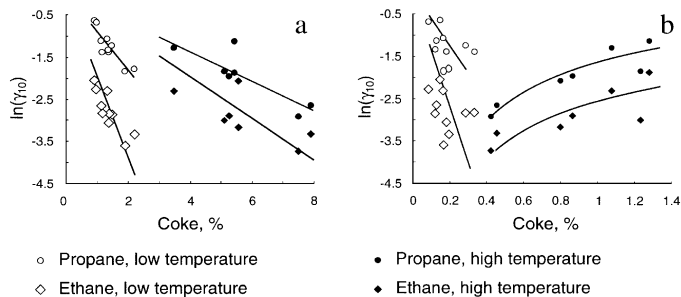 a
b
ln(γ10)
-0.5
-1.5
-2.5
-3.5
-4.5
0 2 4 6 8
Coke, %
ln(γ10)
-0.5
-1.5
-2.5
-3.5
-4.5
0 0.2 0.4 0.6 0.8 1 1.2 1.4
Coke, %
Propane, low temperature
Propane, high temperature
Ethane, low temperature
Ethane, high temperature